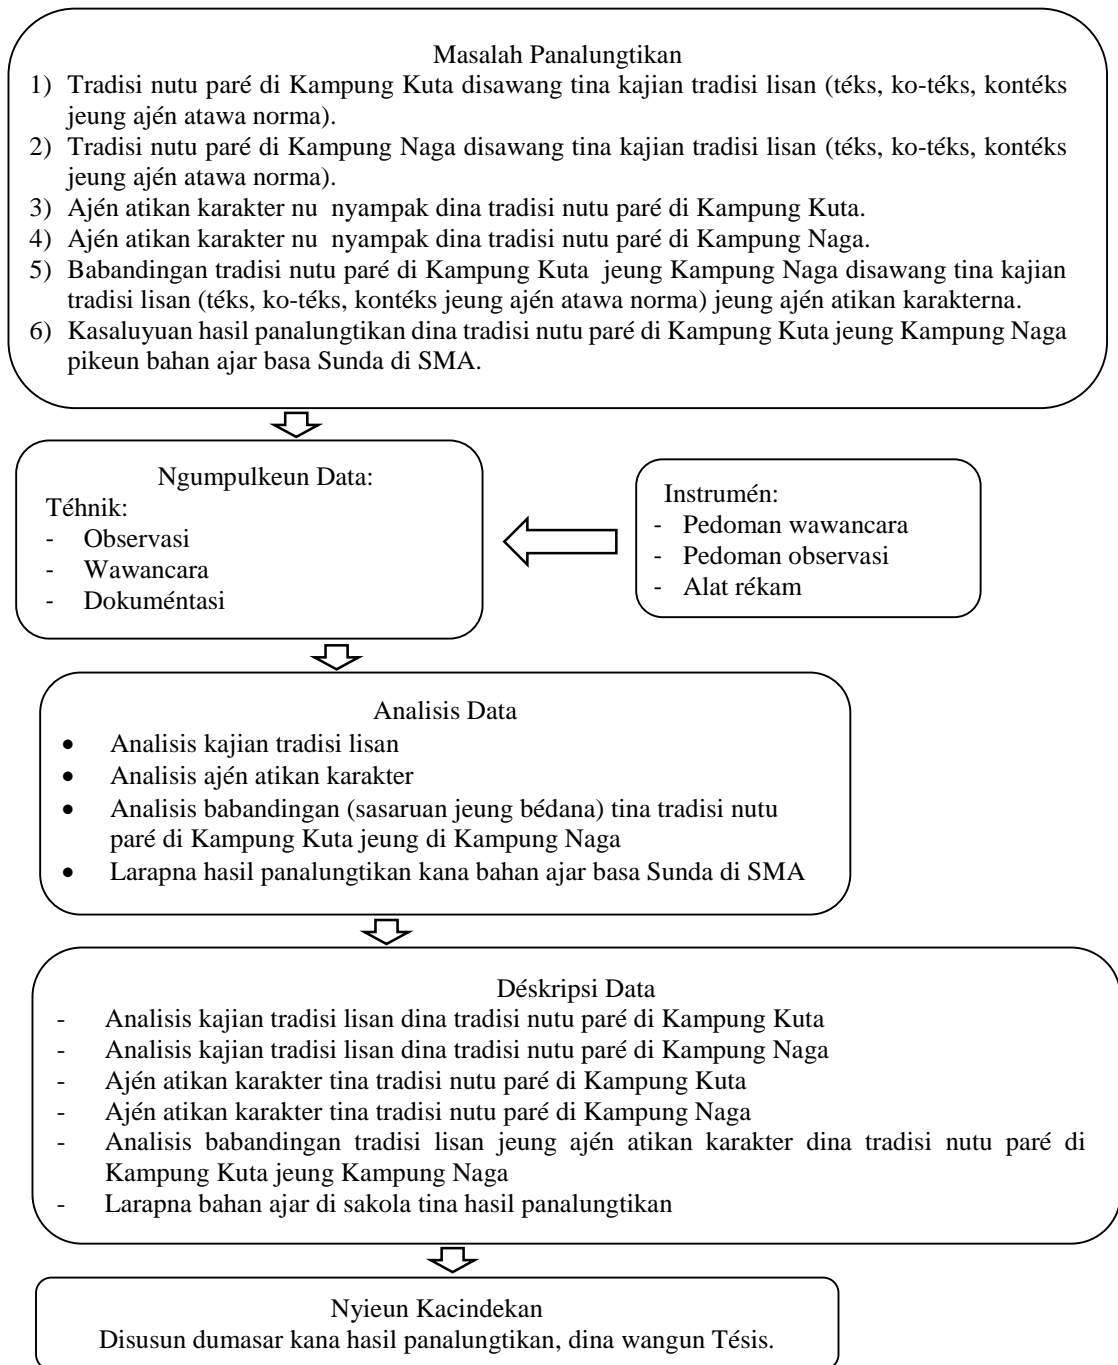 Masalah Panalungtikan
1) Tradisi nutu paré di Kampung Kuta disawang tina kajian tradisi lisan (téks, ko-téks, kontéks
jeung ajén atawa norma).
2) Tradisi nutu paré di Kampung Naga disawang tina kajian tradisi lisan (téks, ko-téks, kontéks
jeung ajén atawa norma).
3) Ajén atikan karakter nu nyampak dina tradisi nutu paré di Kampung Kuta.
4) Ajén atikan karakter nu nyampak dina tradisi nutu paré di Kampung Naga.
5) Babandingan tradisi nutu paré di Kampung Kuta jeung Kampung Naga disawang tina kajian
tradisi lisan (téks, ko-téks, kontéks jeung ajén atawa norma) jeung ajén atikan karakterna.
6) Kasaluyuan hasil panalungtikan dina tradisi nutu paré di Kampung Kuta jeung Kampung Naga
pikeun bahan ajar basa Sunda di SMA.
Ngumpulkeun Data:
Téhnik:
- Observasi
- Wawancara
- Dokuméntasi
Instrumén:
- Pedoman wawancara
- Pedoman observasi
- Alat rékam
Analisis Data
• Analisis kajian tradisi lisan
• Analisis ajén atikan karakter
• Analisis babandingan (sasaruan jeung bédana) tina tradisi nutu
paré di Kampung Kuta jeung di Kampung Naga
• Larapna hasil panalungtikan kana bahan ajar basa Sunda di SMA
Déskripsi Data
- Analisis kajian tradisi lisan dina tradisi nutu paré di Kampung Kuta
- Analisis kajian tradisi lisan dina tradisi nutu paré di Kampung Naga
- Ajén atikan karakter tina tradisi nutu paré di Kampung Kuta
- Ajén atikan karakter tina tradisi nutu paré di Kampung Naga
- Analisis babandingan tradisi lisan jeung ajén atikan karakter dina tradisi nutu paré di
Kampung Kuta jeung Kampung Naga
- Larapna bahan ajar di sakola tina hasil panalungtikan
Nyieun Kacindekan
Disusun dumasar kana hasil panalungtikan, dina wangun Tésis.